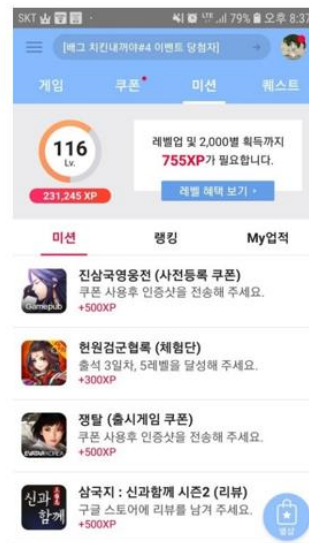 SKT 79% 오후 8:37
[배그 치킨내꺼야#4 이벤트 당첨자]
게임 쿠폰 미션 퀘스트
116
Lv.
231,245 XP
레벨업 및 2,000별 획득까지
755XP가 필요합니다.
레벨 혜택 보기
미션 랭킹 My업적
진삼국영웅전 (사전등록 쿠폰)
쿠폰 사용후 인증샷을 전송해 주세요.
+500XP
Gamepub
헌원검군협록 (체험단)
출석 3일차, 5레벨을 달성해 주세요.
+300XP
쟁탈 (출시게임 쿠폰)
쿠폰 사용후 인증샷을 전송해 주세요.
+500XP
삼국지 : 신과함께 시즌2 (리뷰)
구글 스토어에 리뷰를 남겨 주세요.
+500XP
신과
함께